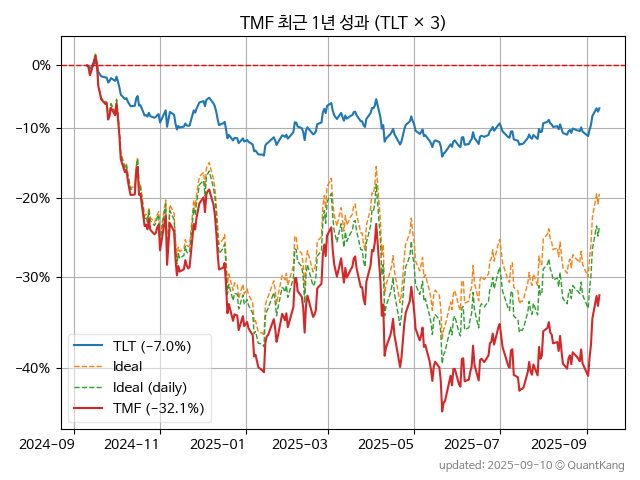 TMF 최근 1년 성과 (TLT × 3)
0%
−10%
−20%
−30%
−40%
TLT (−7.0%)
Ideal
Ideal (daily)
TMF (−32.1%)
2024−09
2024−11
2025−01
2025−03
2025−05
2025−07
2025−09
updated: 2025−09−10 © QuantKang